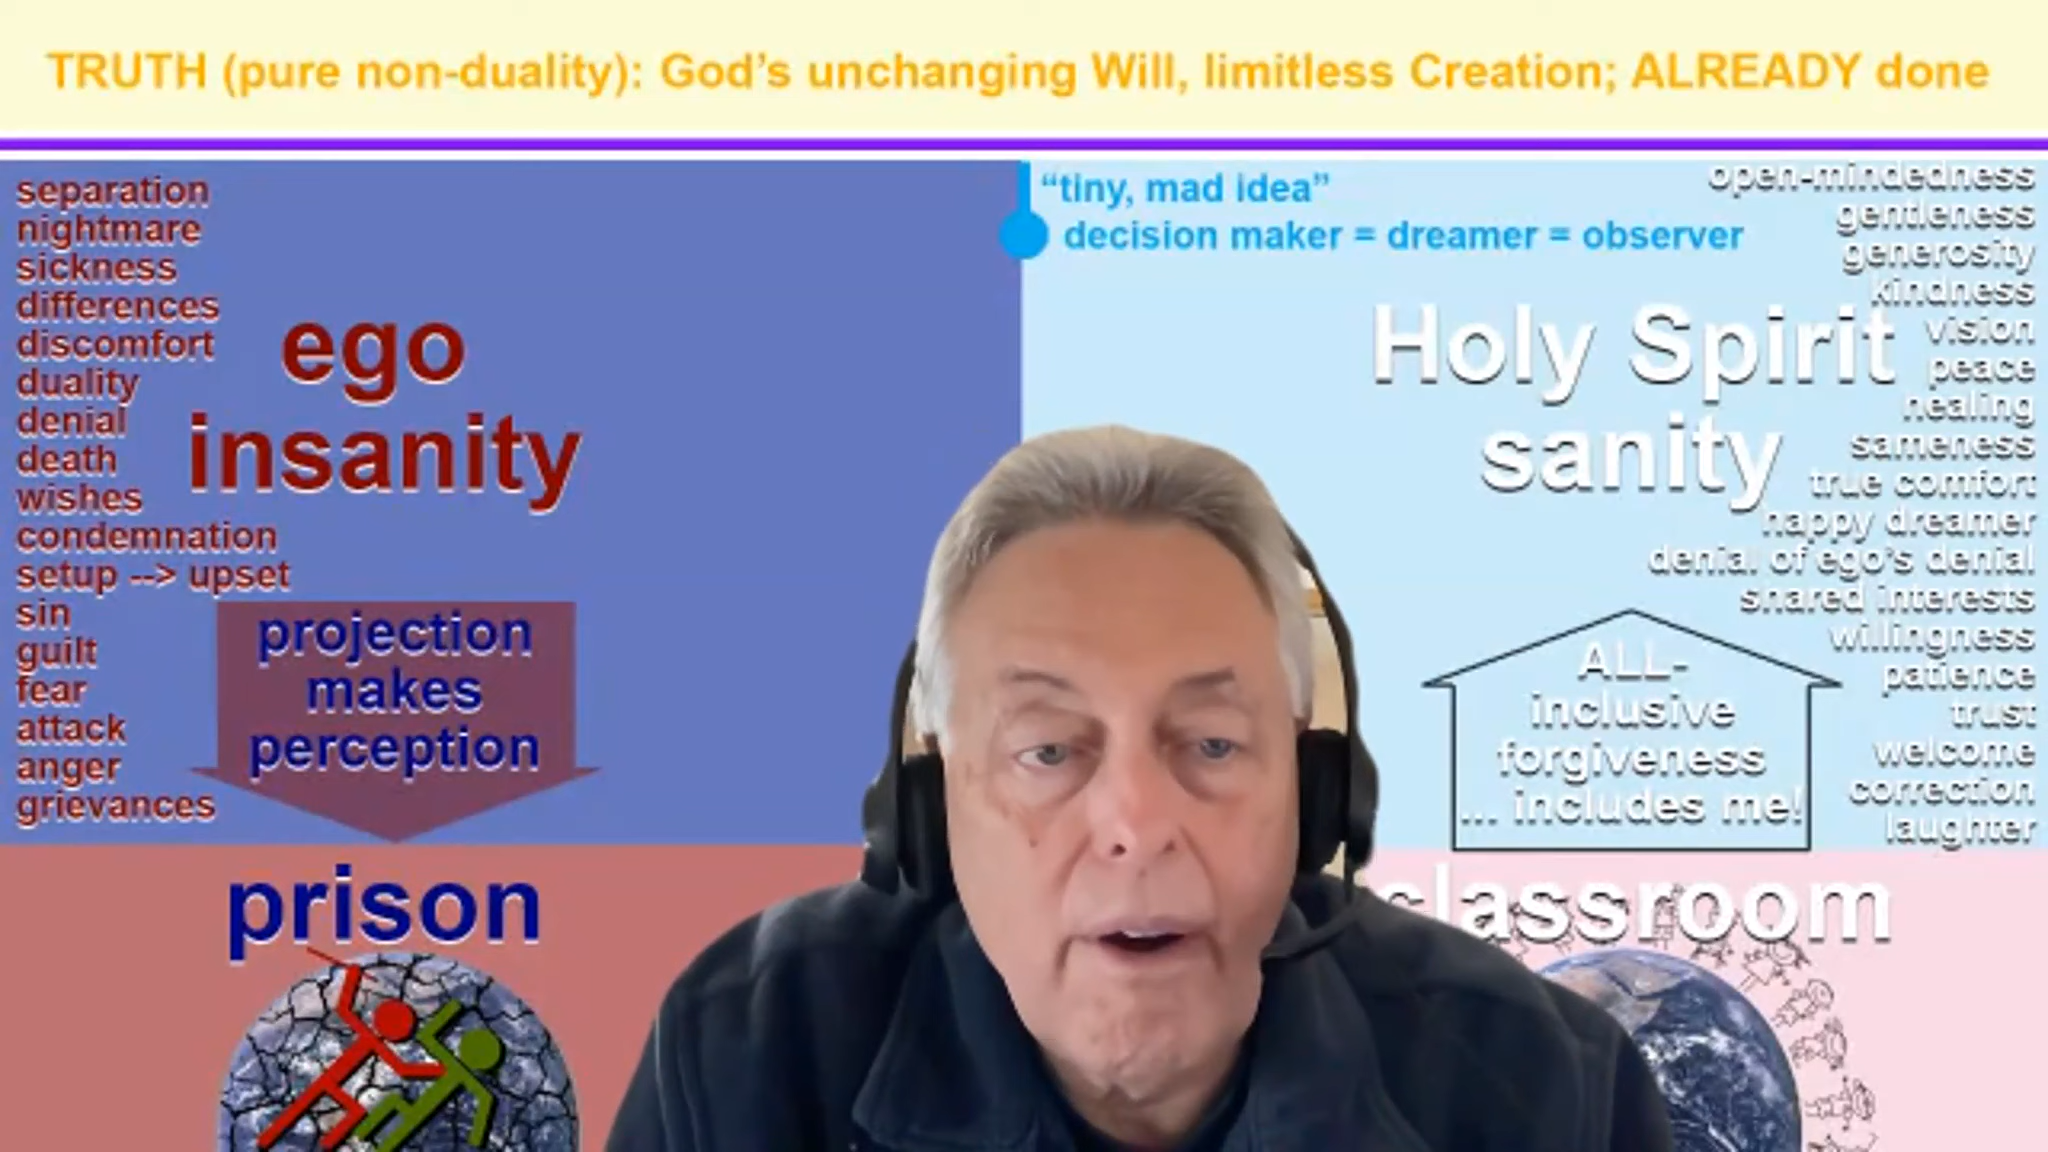 TRUTH (pure non-duality): God's unchanging Will, limitless Creation; ALREADY done
"tiny, mad idea"
decision maker = dreamer = observer
separation
nightmare
sickness
differences
discomfort
duality
denial
death
wishes
condemnation
setup --> upset
sin
guilt
fear
attack
anger
grievances
ego
insanity
projection
makes
perception
prison
Holy Spirit
sanity
open-mindedness
gentleness
generosity
kindness
vision
peace
healing
sameness
true comfort
happy dreamer
denial of ego's denial
shared interests
willingness
patience
trust
welcome
correction
laughter
ALL-
inclusive
forgiveness
... includes me!
classroom